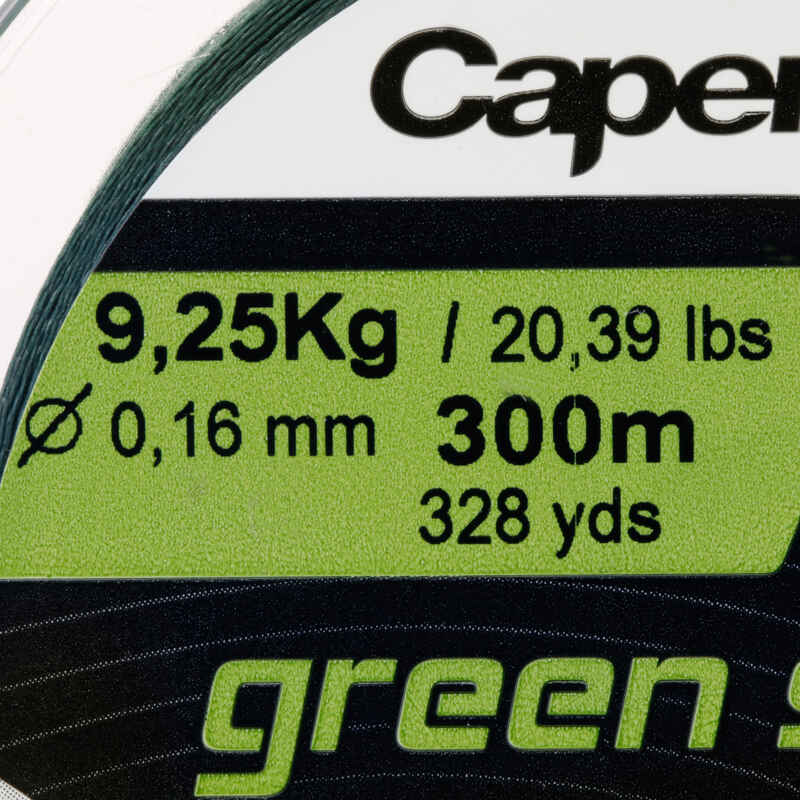 Caper
9,25Kg / 20,39 lbs
Ø 0,16 mm 300m
328 yds
green